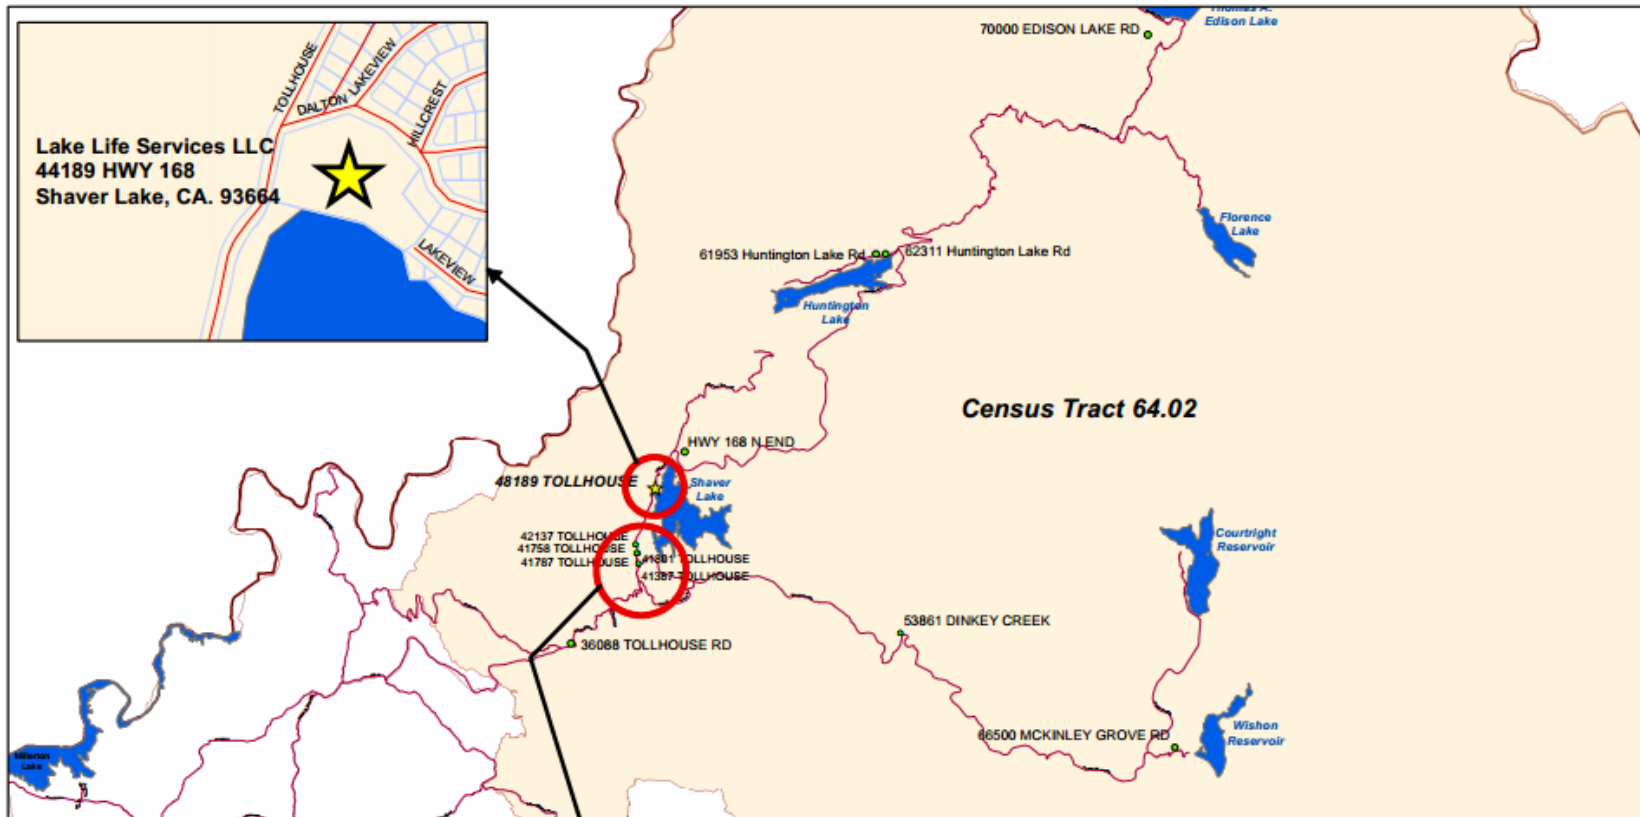 Thomas A.
Edison Lake
70000 EDISON LAKE RD
TOLLHOUSE
DALTON
LAKEVIEW
HILLCREST
Lake Life Services LLC
44189 HWY 168
Shaver Lake, CA. 93664
LAKEVIEW
Florence
Lake
61953 Huntington Lake Rd
62311 Huntington Lake Rd
Huntington
Lake
Census Tract 64.02
HWY 168 N END
48189 TOLLHOUSE
Shaver
Lake
42137 TOLLHOUSE
41758 TOLLHOUSE
41787 TOLLHOUSE
TOLLHOUSE
41387 TOLLHOUSE
Courtright
Reservoir
53861 DINKEY CREEK
36088 TOLLHOUSE RD
66500 MCKINLEY GROVE RD
Wishon
Reservoir
Millerton
Lake